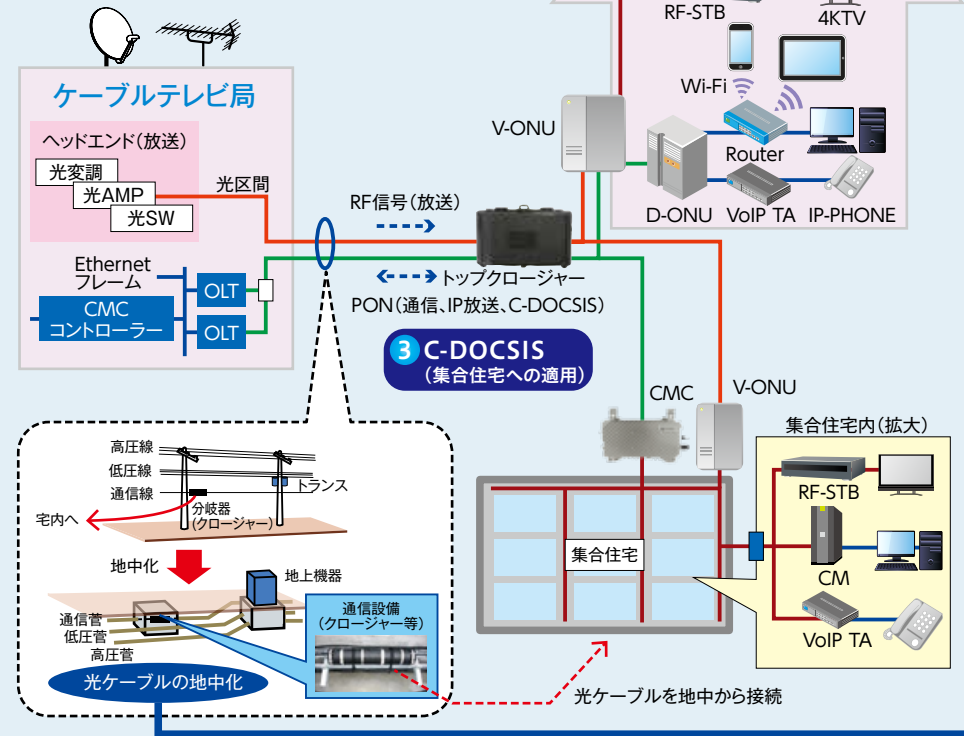 RF-STB
4KTV
Wi-Fi
Router
D-ONU
VoIP TA
IP-PHONE
V-ONU
ケーブルテレビ局
ヘッドエンド(放送)
光変調
光AMP
光SW
光区間
RF信号(放送)
Ethernet
フレーム
OLT
CMC
コントローラー
OLT
トップクロージャー
PON(通信、IP放送、C-DOCSIS)
3 C-DOCSIS
(集合住宅への適用)
CMC
V-ONU
集合住宅
集合住宅内(拡大)
RF-STB
CM
VoIP TA
高圧線
低圧線
通信線
トランス
分岐器
(クロージャー)
宅内へ
地中化
地上機器
通信菅
低圧菅
高圧菅
通信設備
(クロージャー等)
光ケーブルの地中化
光ケーブルを地中から接続